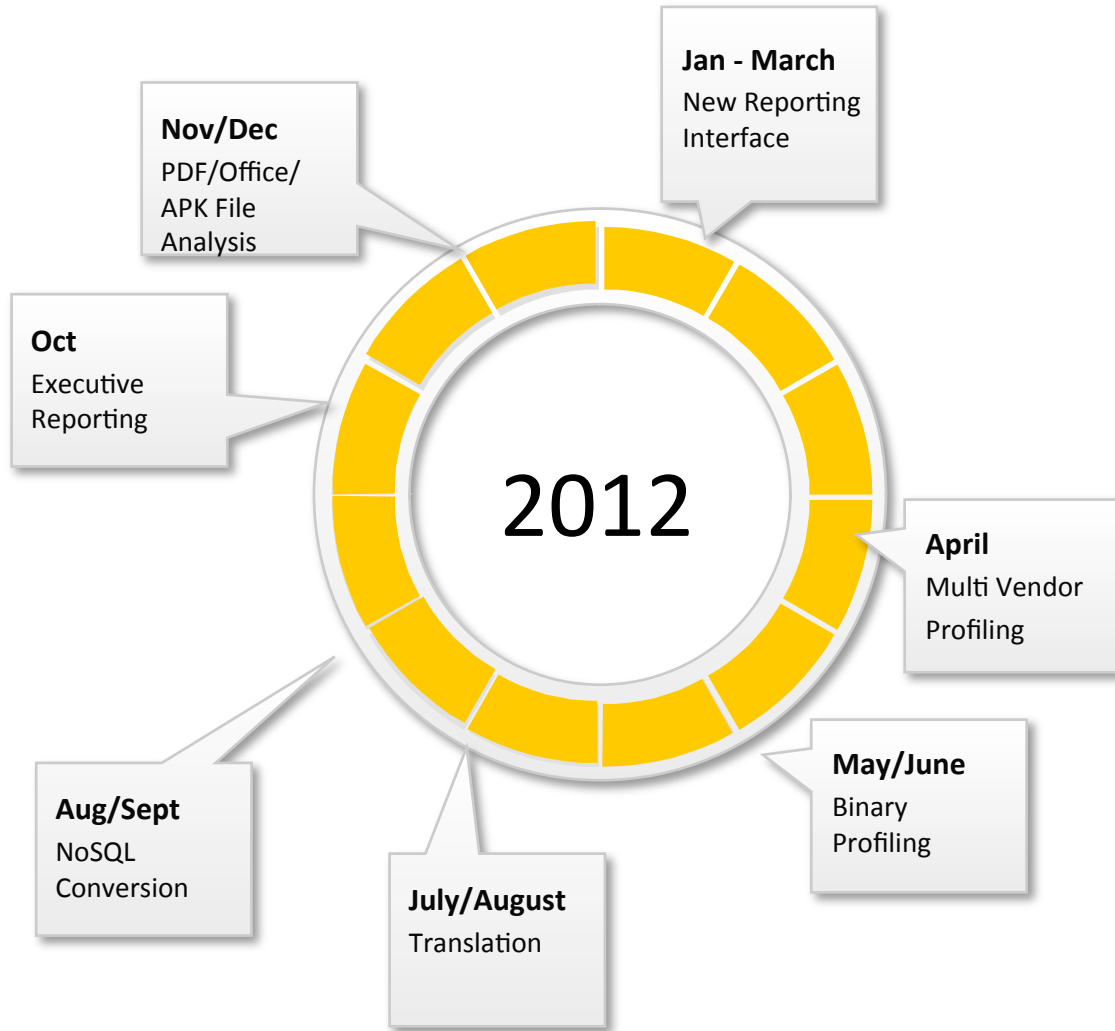 Jan - March
New Reporting
Interface
Nov/Dec
PDF/Office/
APK File
Analysis
Oct
Executive
Reporting
2012
April
Multi Vendor
Profiling
May/June
Binary
Profiling
Aug/Sept
NoSQL
Conversion
July/August
Translation